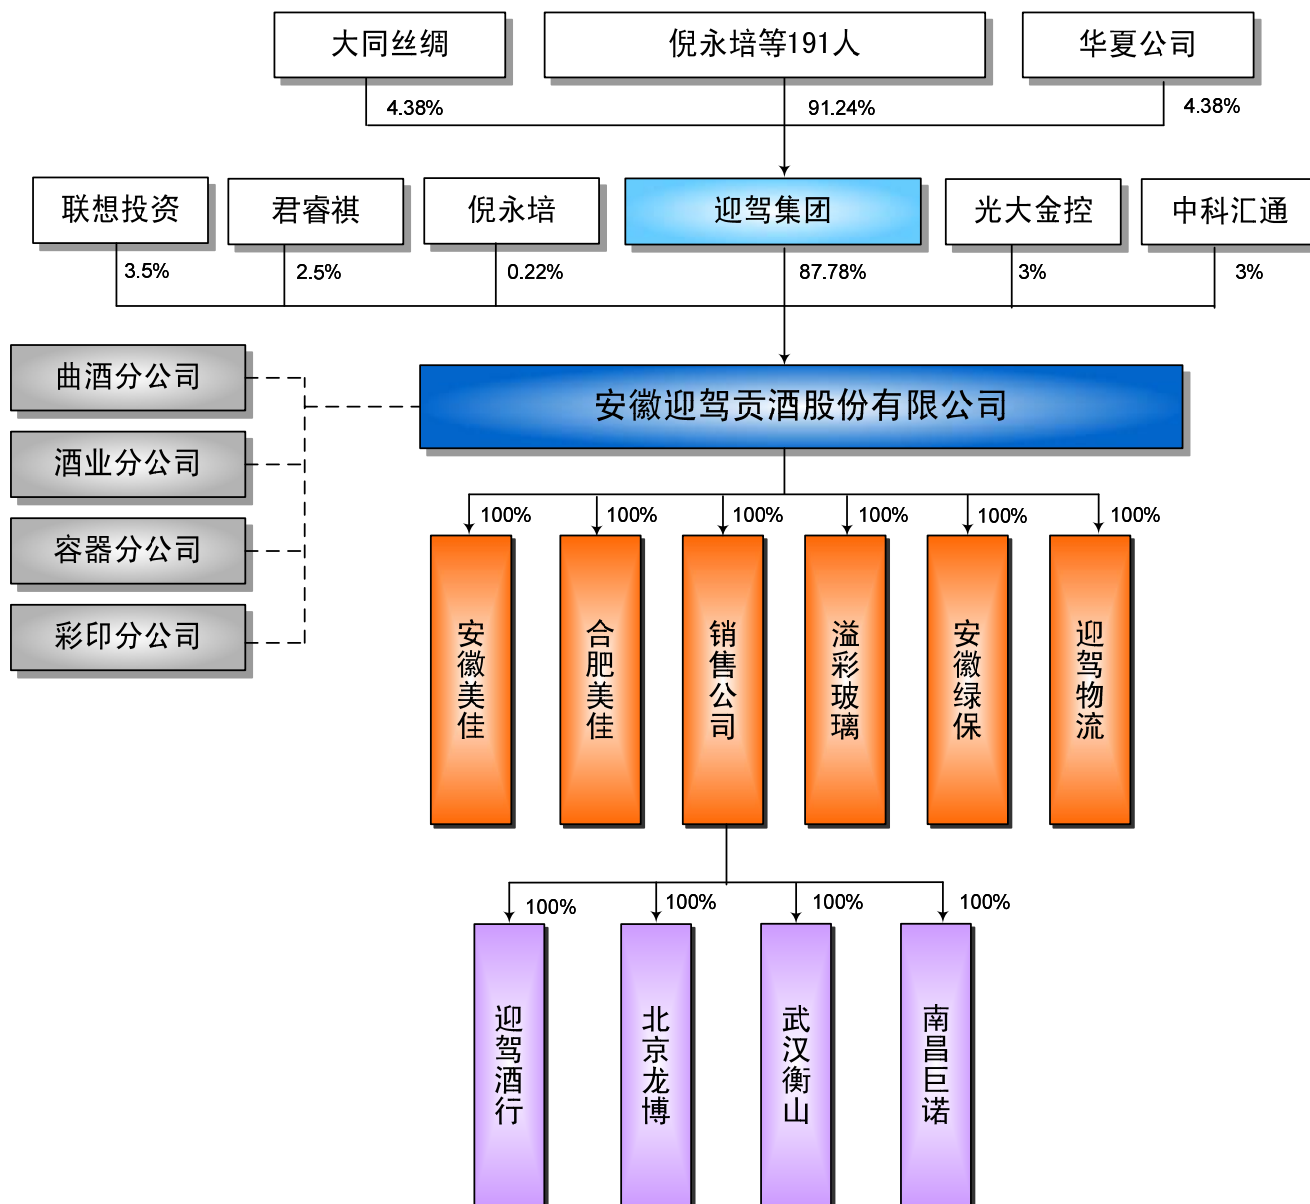 大同丝绸
倪永培等191人
华夏公司
4.38%
91.24%
4.38%
联想投资
君睿祺
倪永培
迎驾集团
光大金控
中科汇通
3.5%
2.5%
0.22%
87.78%
3%
3%
曲酒分公司
酒业分公司
容器分公司
彩印分公司
安徽迎驾贡酒股份有限公司
100%
100%
100%
100%
100%
100%
安徽美佳
合肥美佳
销售公司
溢彩玻璃
安徽绿保
迎驾物流
100%
100%
100%
100%
迎驾酒行
北京龙博
武汉衡山
南昌巨诺